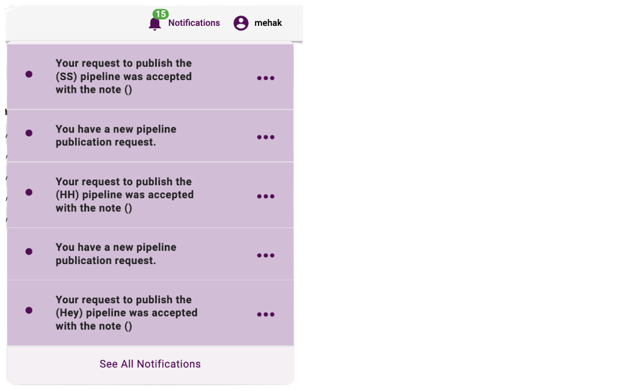 15
Notifications
mehak
Your request to publish the
(SS) pipeline was accepted
with the note ()
You have a new pipeline
publication request.
Your request to publish the
(HH) pipeline was accepted
with the note ()
You have a new pipeline
publication request.
Your request to publish the
(Hey) pipeline was accepted
with the note ()
See All Notifications